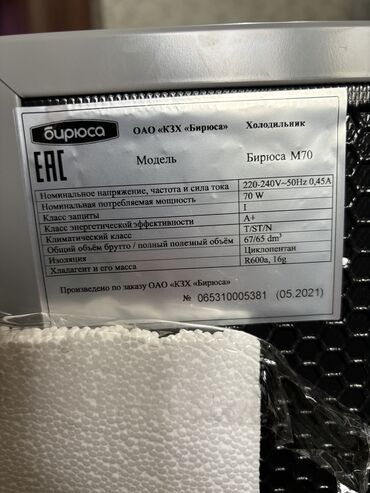 бирюса ОАО «КЗХ «Бирюса» Холодильник
EAC Модель Бирюса М70
Номинальное напряжение, частота и сила тока 220-240V~50Hz 0,45A
Номинальная потребляемая мощность 70 W
Класс защиты I
Класс энергетической эффективности A+
Климатический класс T/ST/N
Общий объём брутто / полный полезный объём 67/65 dm³
Изоляция Циклопентан
Хладагент и его масса R600a, 16g
Произведено по заказу ОАО «КЗХ «Бирюса»
№ 065310005381 (05.2021)